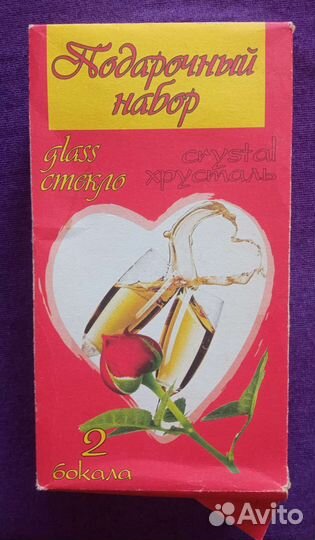 Подарочный
набор
glass crystal
стекло хрусталь
2
бокала
Avito